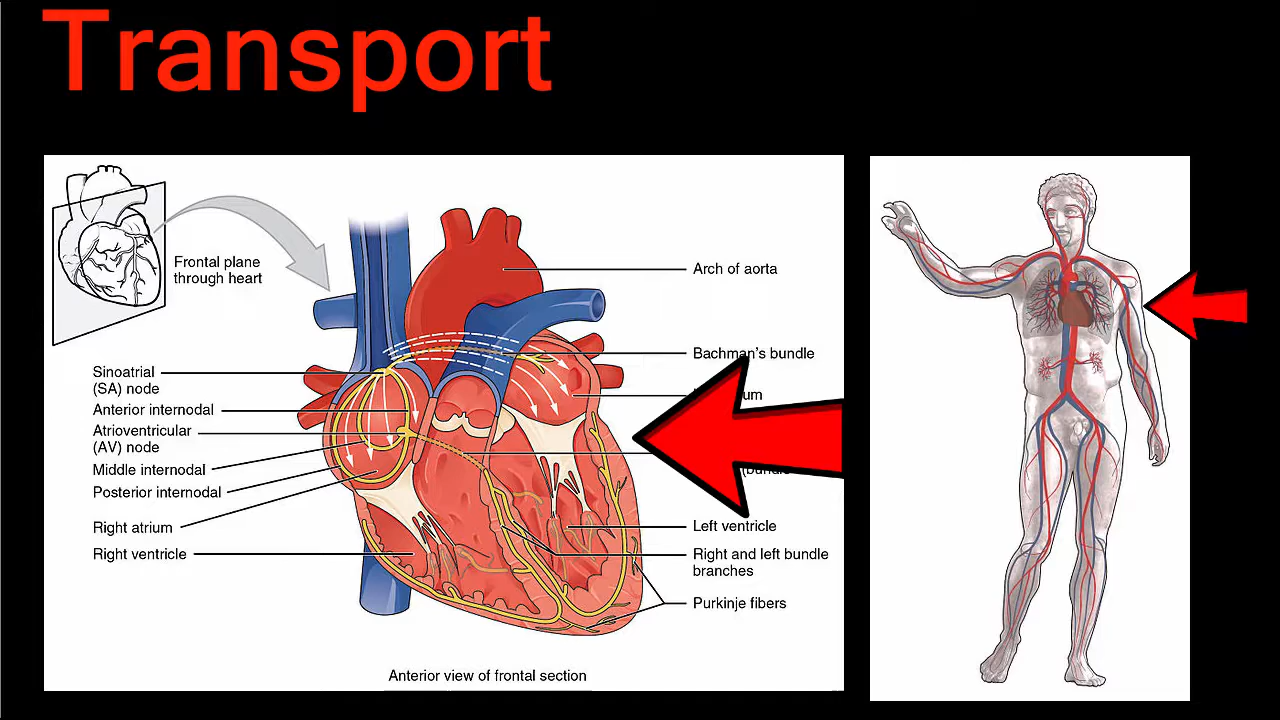 Transport
Frontal plane
through heart
Arch of aorta
Bachman's bundle
Sinoatrial
(SA) node
Anterior internodal
Atrioventricular
(AV) node
Middle internodal
Posterior internodal
Right atrium
Right ventricle
Left ventricle
Right and left bundle
branches
Purkinje fibers
Anterior view of frontal section